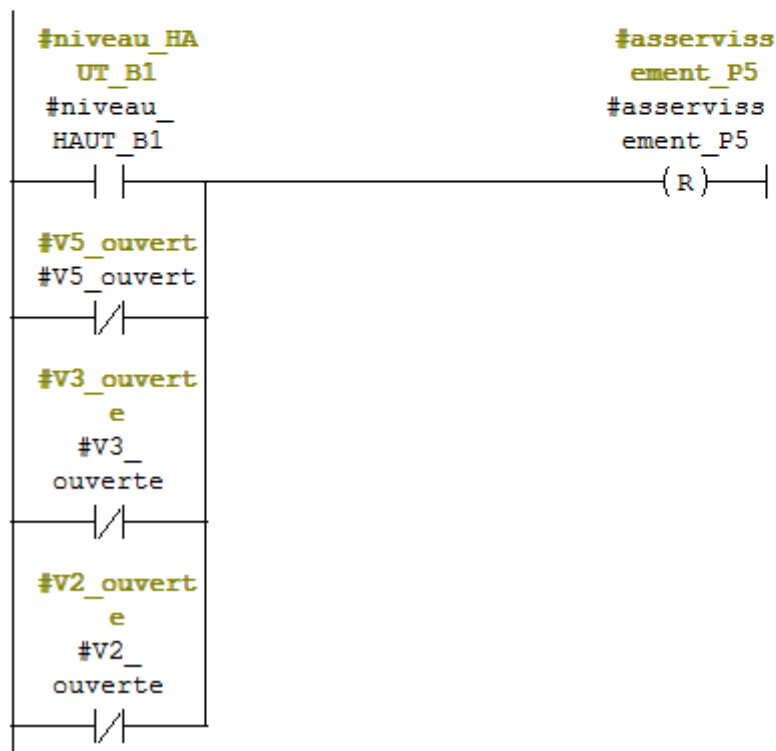 #niveau_HA
UT_B1
#niveau_
HAUT_B1
#asserviss
ement_P5
#asserviss
ement_P5
R
#V5_ouvert
#V5_ouvert
#V3_ouvert
e
#V3_
ouverte
#V2_ouvert
e
#V2_
ouverte